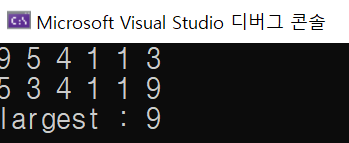 Microsoft Visual Studio 디버그 콘솔
9 5 4 1 1 3
5 3 4 1 1 9
largest : 9